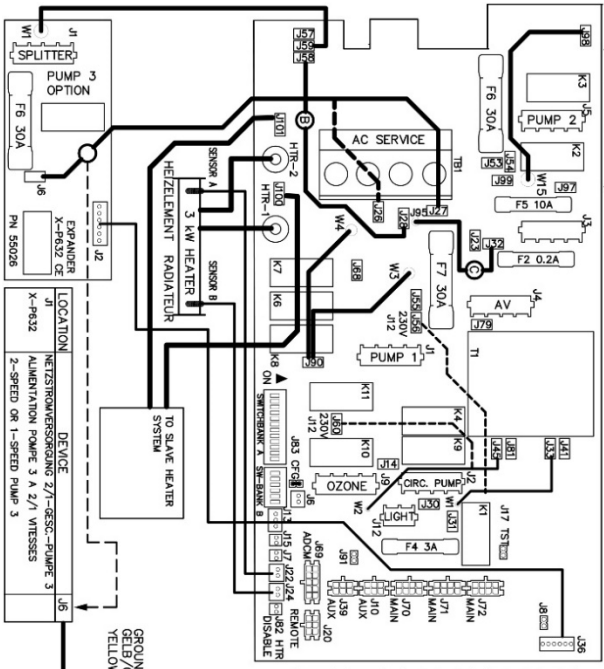 W1
J1
SPLITTER
PUMP 3
OPTION
F6 30A
J6
EXPANDER
X-P632 CE
PN 55026
J2
LOCATION
DEVICE
J1
X-P632
NETZSTROMVERSORGUNG 2/1-GESC.-PUMPE 3
ALIMENTATION POMPE 3 A 2/1 VITESSES
2-SPEED OR 1-SPEED PUMP 3
J6
J57
J59
J58
B
J101
HTR-2
SENSOR A
J100
HTR-1
HEIZELEMENT RADIATEUR
3 kW HEATER
SENSOR B
TO SLAVE HEATER
SYSTEM
AC SERVICE
TB1
J26
J28
J95
J27
W4
W3
J68
K7
K6
K8
J90
F7 30A
J55
J56
J12
230V
J1
PUMP 1
J98
K3
J5
PUMP 2
F6 30A
K2
J53
J54
J99
W15
J97
F5 10A
J3
J23
J32
C
F2 0.2A
J4
AV
J79
T1
ON
SWITCHBANK A
SW-BANK B
K11
230V
J60
J12
K10
K4
K9
J83 CFG
J6
J14
J9
OZONE
J2
CIRC. PUMP
J45
J81
J33
J41
W2
W1
J30
J31
K1
J12
LIGHT
F4 3A
J17 TST
J13
J15
J7
J22
J24
J69
ADCM
J82 HTR
DISABLE
J20
REMOTE
J91
J39
AUX
J10
AUX
J70
MAIN
J71
MAIN
J72
MAIN
J8
J36
GROUN
GELB/
YELLOW